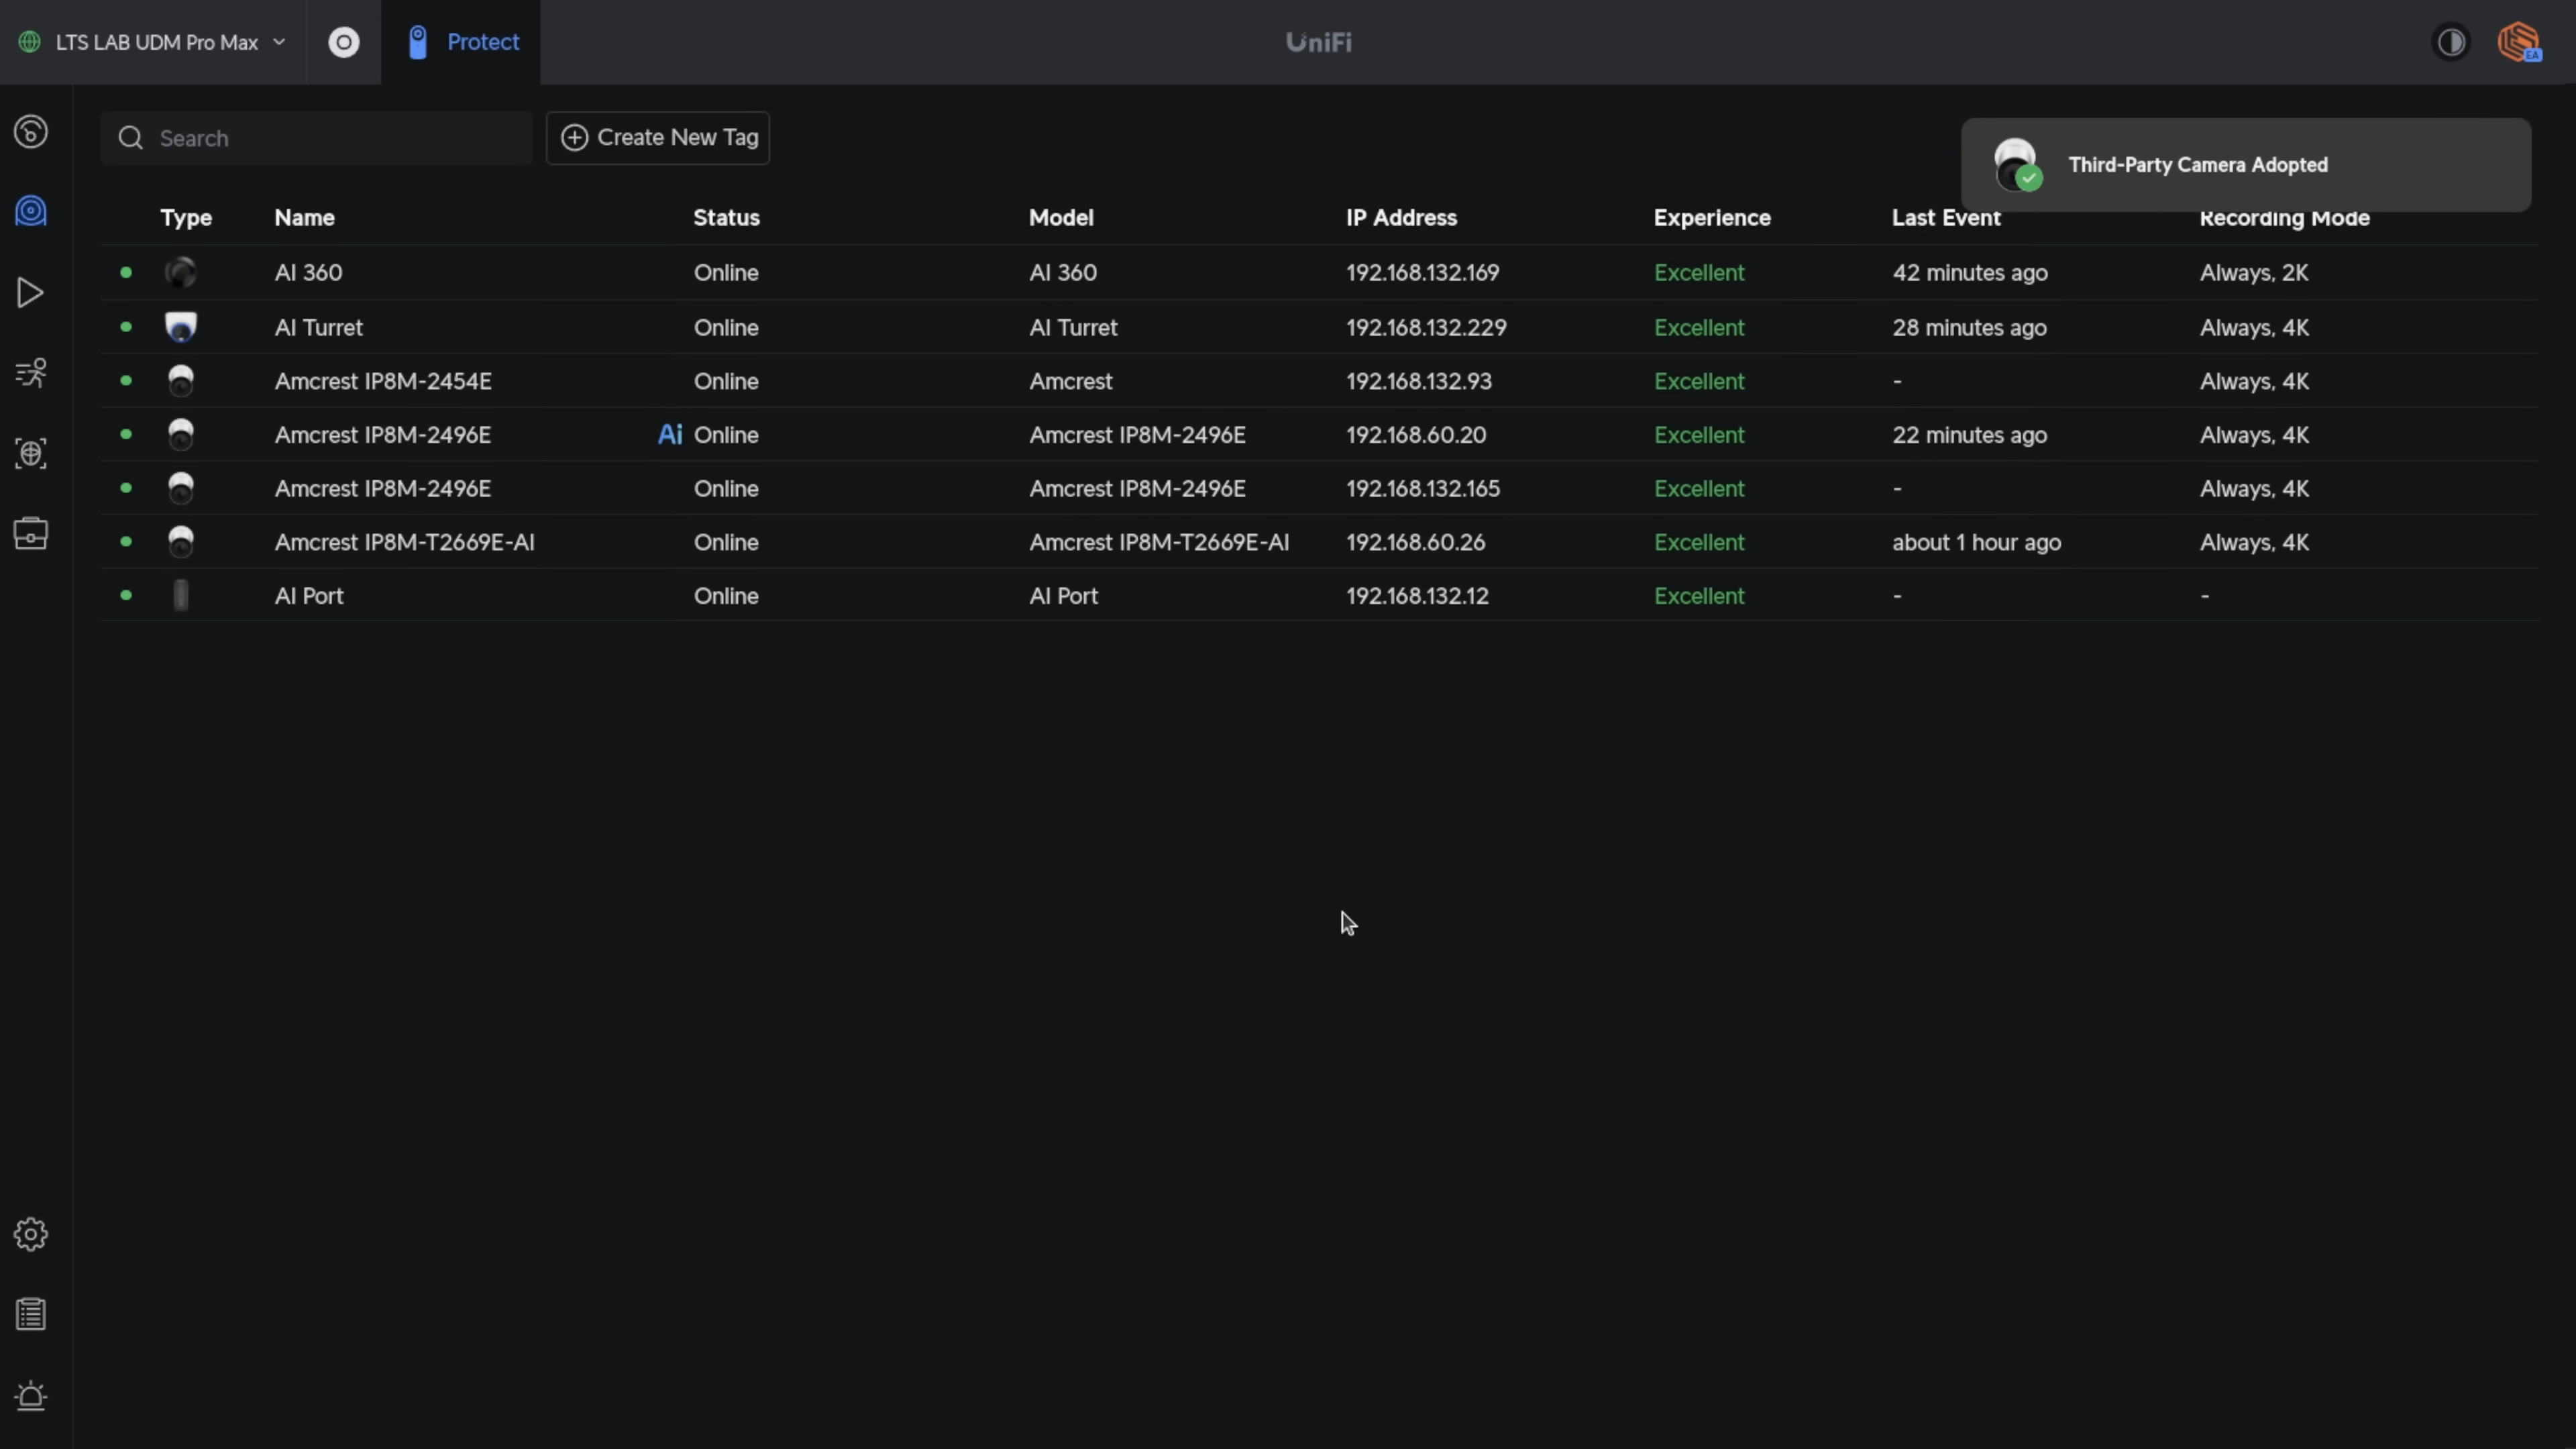 LTS LAB UDM Pro Max
Protect
UniFi
EA
Search
Create New Tag
Third-Party Camera Adopted
Type Name Status Model IP Address Experience Last Event Recording Mode
AI 360 Online AI 360 192.168.132.169 Excellent 42 minutes ago Always, 2K
AI Turret Online AI Turret 192.168.132.229 Excellent 28 minutes ago Always, 4K
Amcrest IP8M-2454E Online Amcrest 192.168.132.93 Excellent - Always, 4K
Amcrest IP8M-2496E Ai Online Amcrest IP8M-2496E 192.168.60.20 Excellent 22 minutes ago Always, 4K
Amcrest IP8M-2496E Online Amcrest IP8M-2496E 192.168.132.165 Excellent - Always, 4K
Amcrest IP8M-T2669E-AI Online Amcrest IP8M-T2669E-AI 192.168.60.26 Excellent about 1 hour ago Always, 4K
AI Port Online AI Port 192.168.132.12 Excellent - -